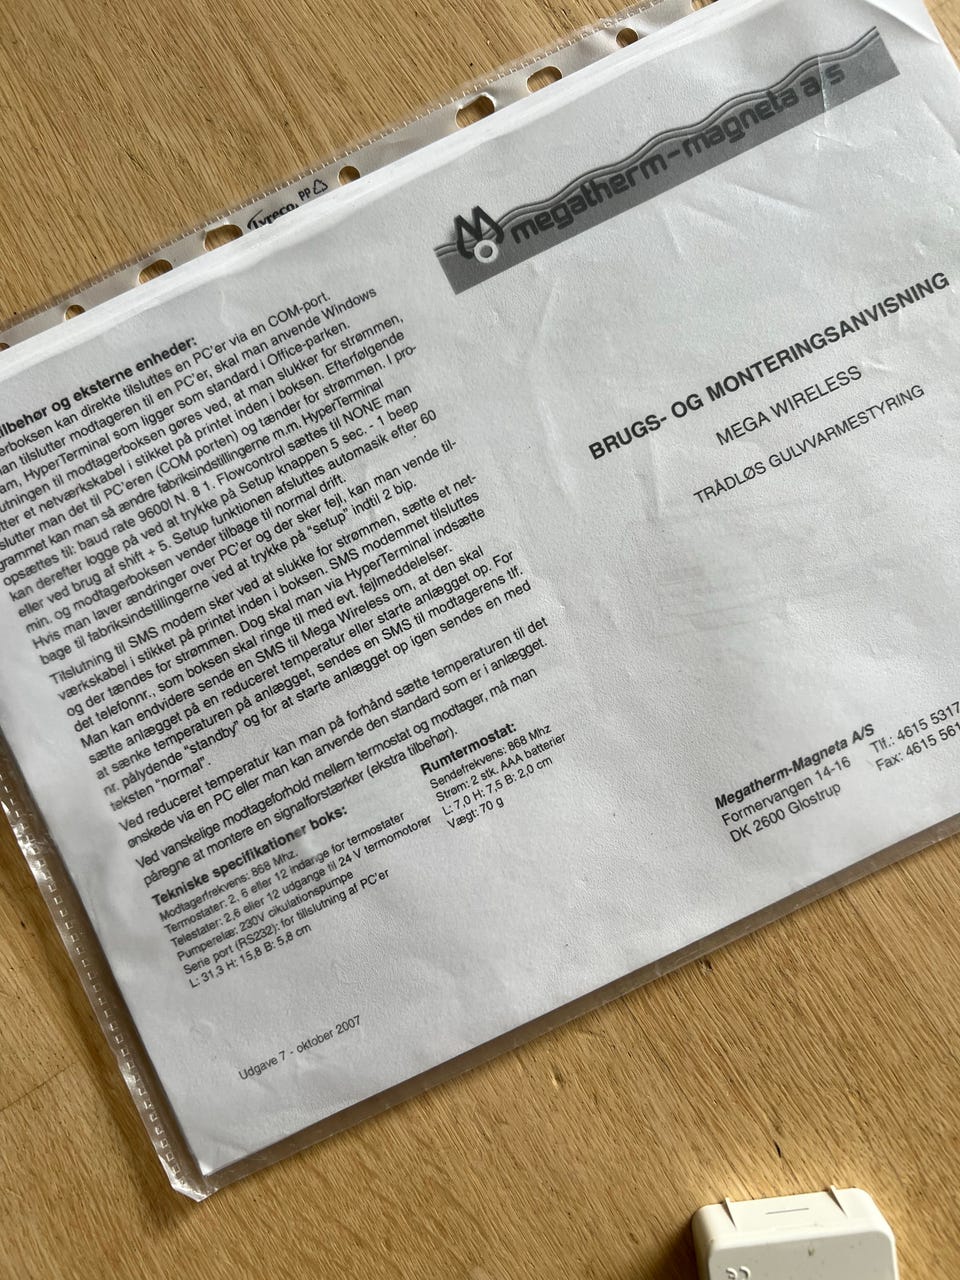 Lyreco. PP
ilbehør og eksterne enheder:
erboksen kan direkte tilsluttes en PC'er via en COM-port.
an tilslutter modtageren til en PC'er, skal man anvende Windows
am, HyperTerminal som ligger som standard i Office-parken.
utningen til modtagerboksen gøres ved, at man slukker for strømmen,
tter et netværkskabel i stikket på printet inden i boksen. Efterfølgende
slutter man det til PC'eren (COM porten) og tænder for strømmen. I pro-
grammet kan man så ændre fabriksindstillingerne m.m. HyperTerminal
opsættes til: baud rate 9600l N. 8 1. Flowcontrol sættes til NONE man
kan derefter logge på ved at trykke på Setup knappen 5 sec. - 1 beep
eller ved brug af shift + 5. Setup funktionen afsluttes automasik efter 60
min. og modtagerboksen vender tilbage til normal drift.
Hvis man laver ændringer over PC'er og der sker fejl, kan man vende til-
bage til fabriksindstillingerne ved at trykke på "setup" indtil 2 bip.
Tilslutning til SMS modem sker ved at slukke for strømmen, sætte et net-
værkskabel i stikket på printet inden i boksen. SMS modemmet tilsluttes
og der tændes for strømmen. Dog skal man via HyperTerminal indsætte
det telefonnr., som boksen skal ringe til med evt. fejlmeddelelser.
Man kan endvidere sende en SMS til Mega Wireless om, at den skal
sætte anlægget på en reduceret temperatur eller starte anlægget op. For
at sænke temperaturen på anlægget, sendes en SMS til modtagerens tlf.
nr. pålydende "standby" og for at starte anlægget op igen sendes en med
teksten "normal".
Ved reduceret temperatur kan man på forhånd sætte temperaturen til det
ønskede via en PC eller man kan anvende den standard som er i anlægget.
Ved vanskelige modtageforhold mellem termostat og modtager, må man
påregne at montere en signalforstærker (ekstra tilbehør).
Tekniske specifikationer boks:
Modtagerfrekvens: 868 Mhz.
Termostater: 2, 6 eller 12 indange for termostater
Telestater: 2,6 eller 12 udgange til 24 V termomotorer
Pumperelæ: 230V cikulationspumpe
Serie port (RS232): for tillslutning af PC'er
L: 31,3 H: 15,8 B: 5,8 cm
Rumtermostat:
Sendefrekvens: 868 Mhz
Strøm: 2 stk. AAA batterier
L: 7,0 H: 7,5 B: 2,0 cm
Vægt: 70 g
Udgave 7 - oktober 2007
megatherm-magneta a/s
BRUGS- OG MONTERINGSANVISNING
MEGA WIRELESS
TRÅDLØS GULVVARMESTYRING
Megatherm-Magneta A/S
Formervangen 14-16 Tlf.: 4615 5317
DK 2600 Glostrup Fax: 4615 561
CE